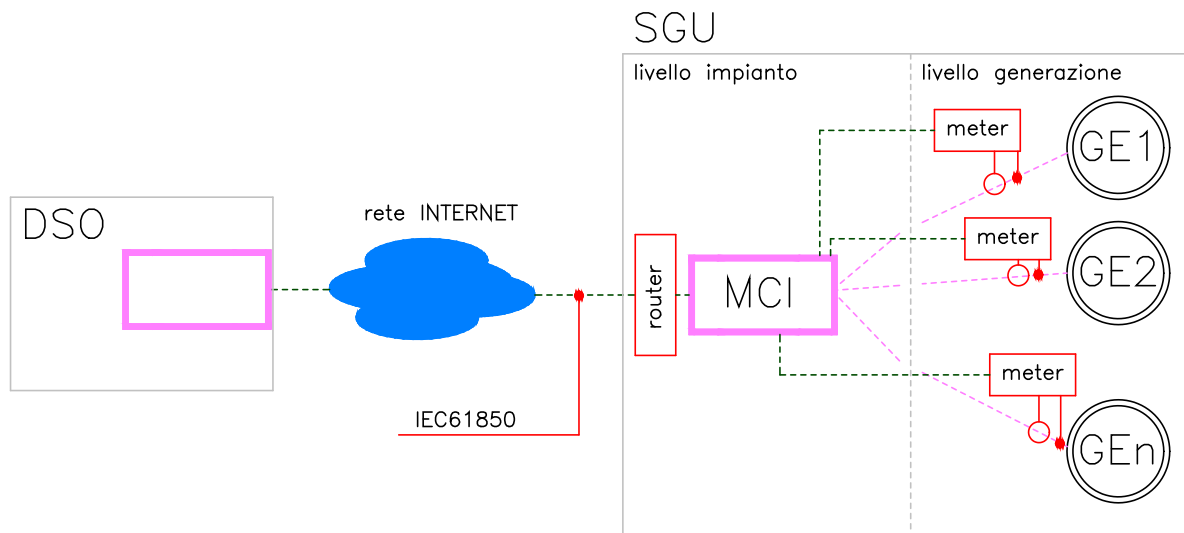 SGU
livello impianto
livello generazione
meter
GE1
DSO
rete INTERNET
meter
GE2
router
MCI
meter
IEC61850
GEn